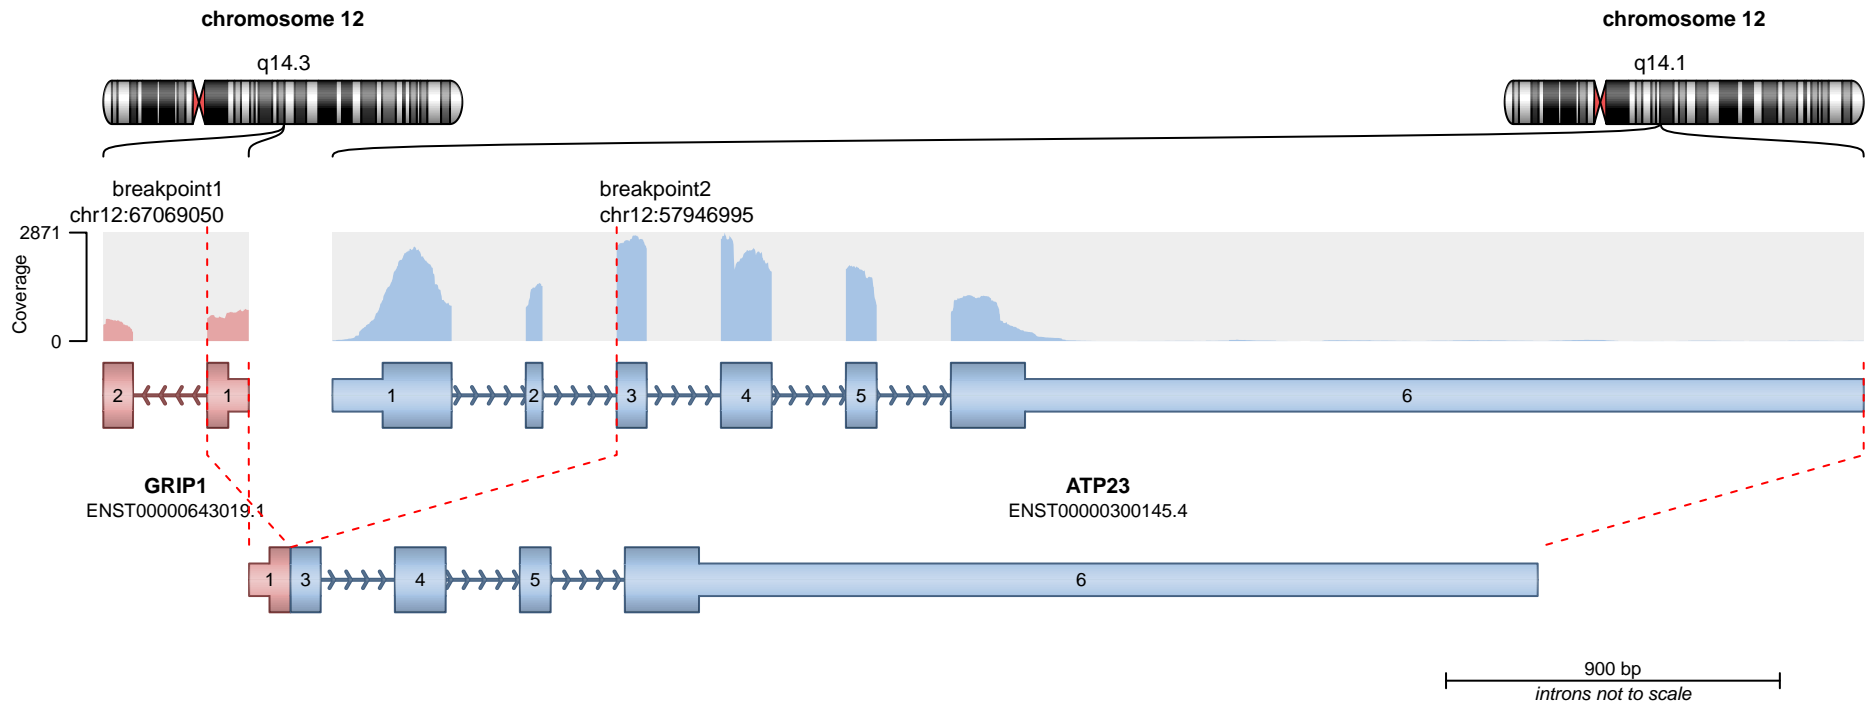 chromosome 12
chromosome 12
q14.3
q14.1
breakpoint1
chr12:67069050
breakpoint2
chr12:57946995
2871
Coverage
0
2 1 1 2 3 4 5 6
GRIP1
ENST00000643019.1
ATP23
ENST00000300145.4
1 3 4 5 6
900 bp
introns not to scale